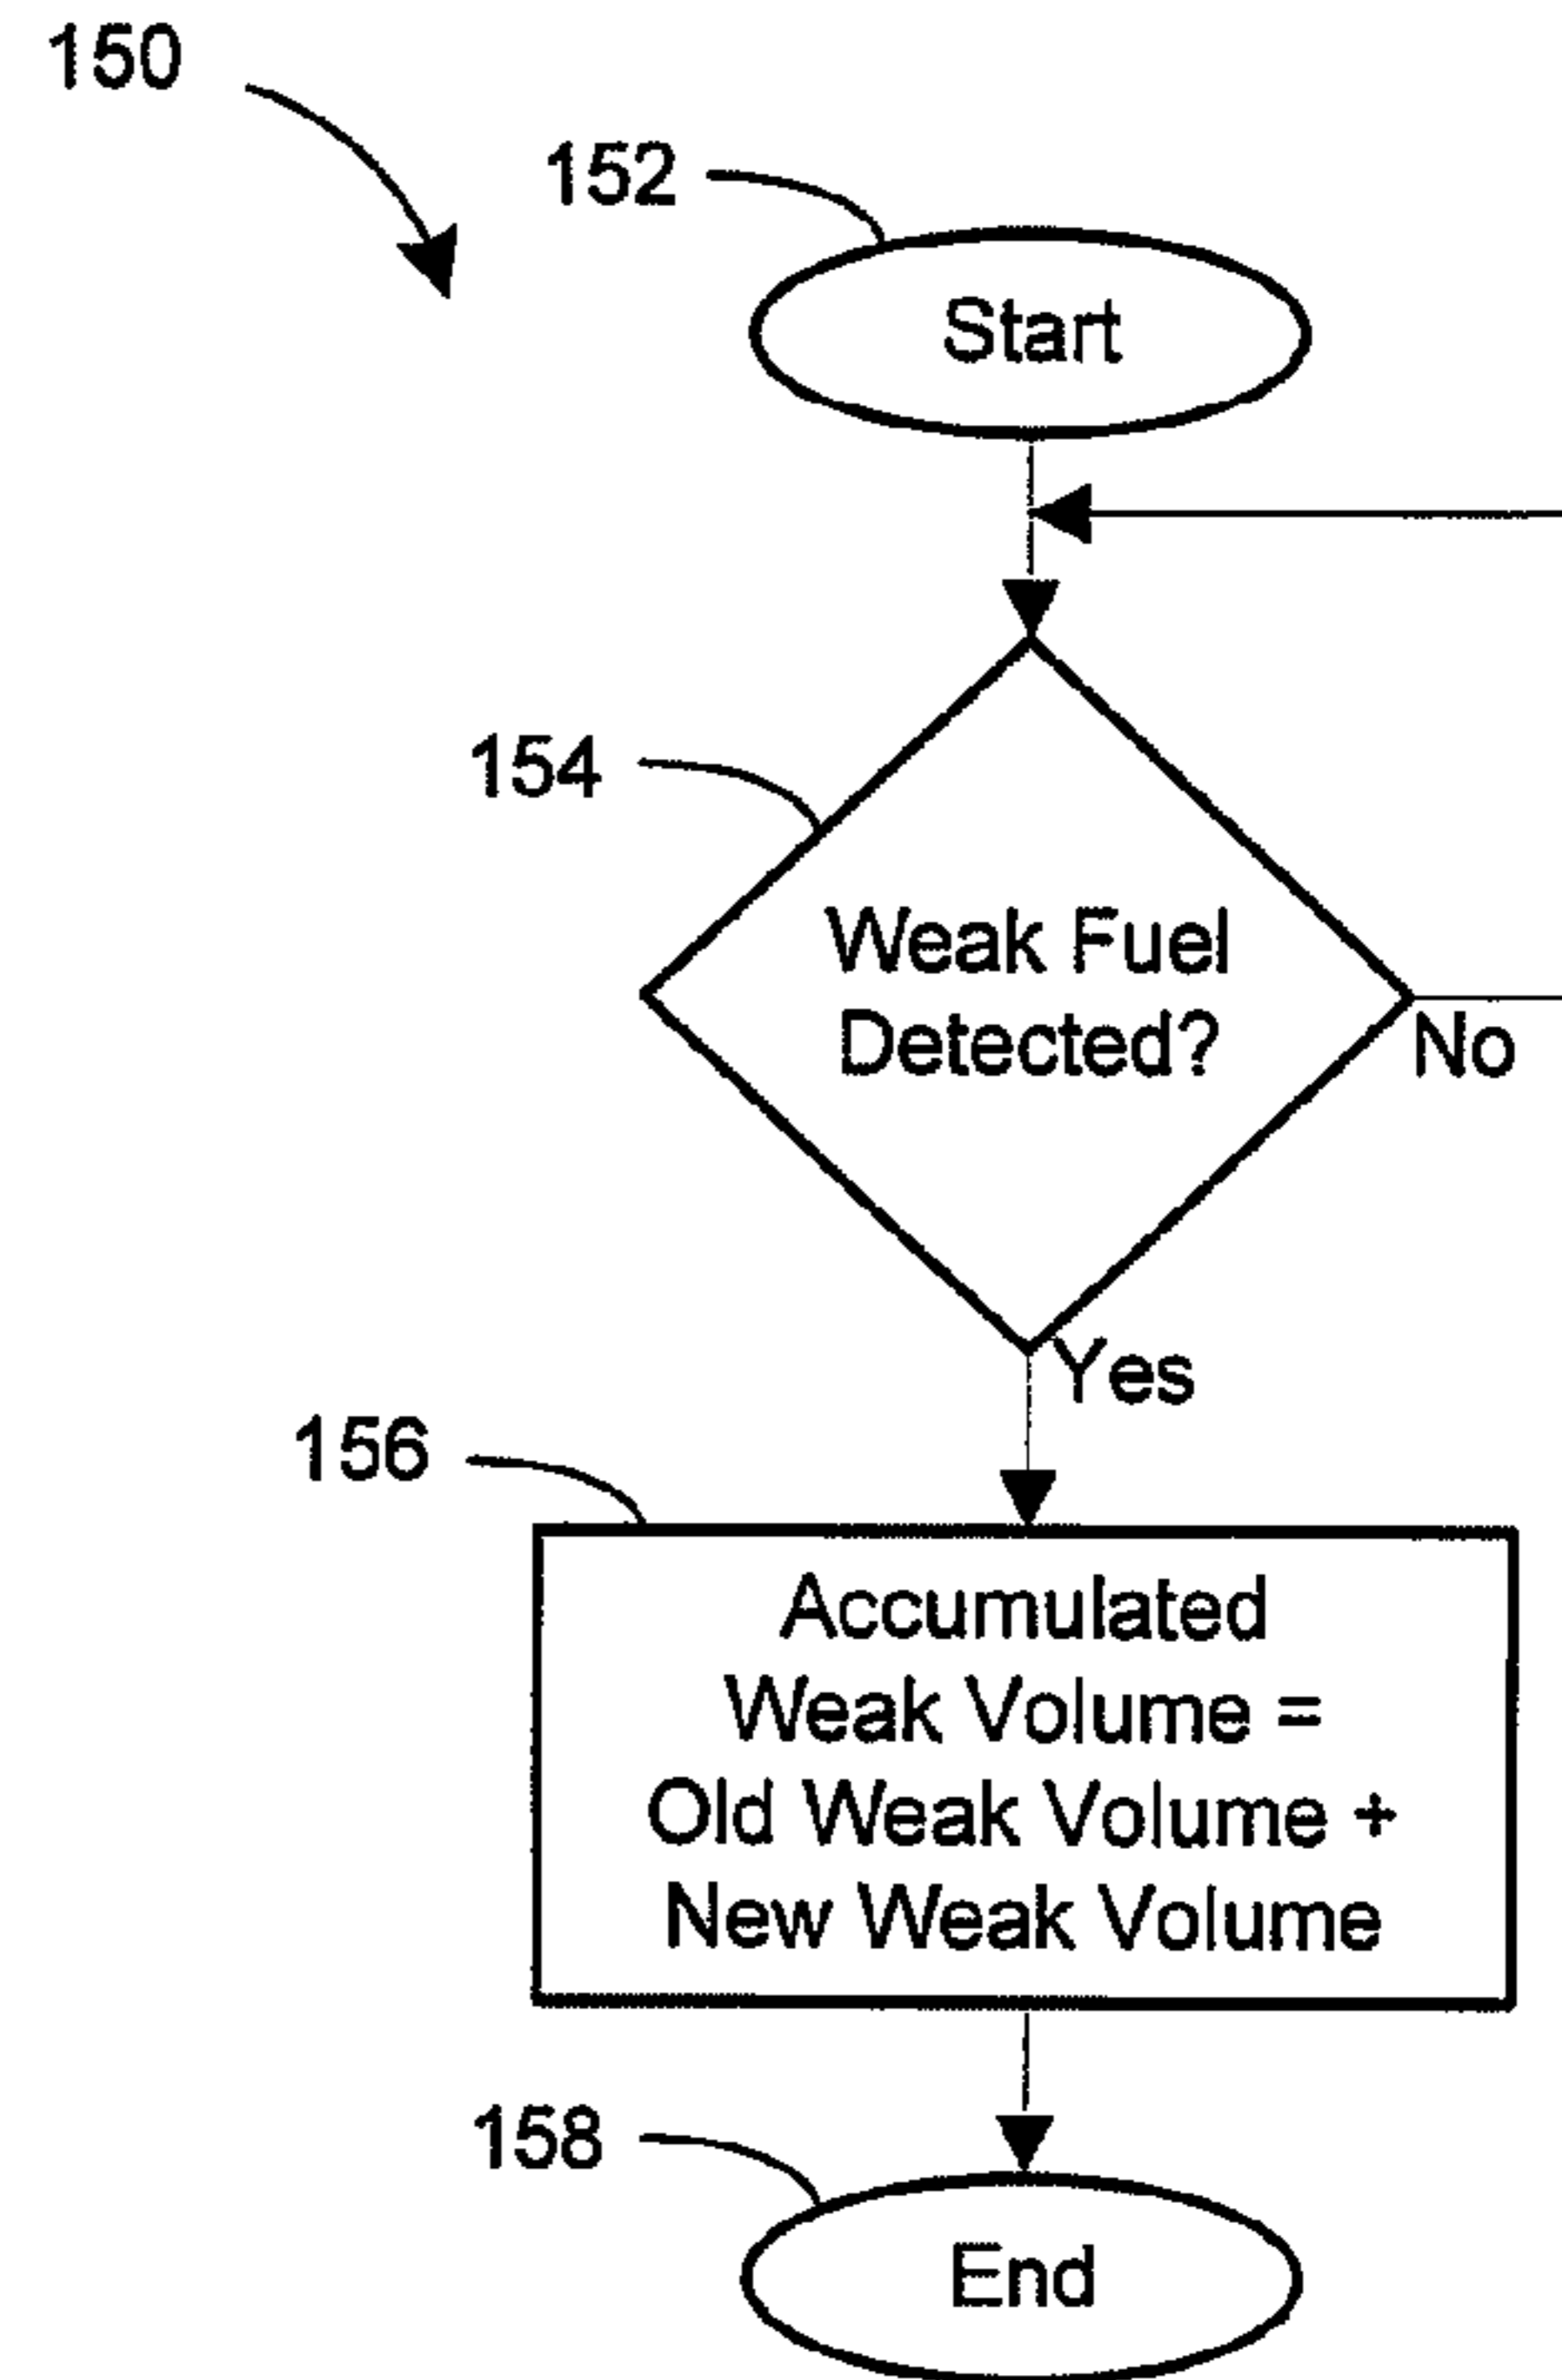 150
152
Start
154
Weak Fuel
Detected?
No
Yes
156
Accumulated
Weak Volume =
Old Weak Volume +
New Weak Volume
158
End